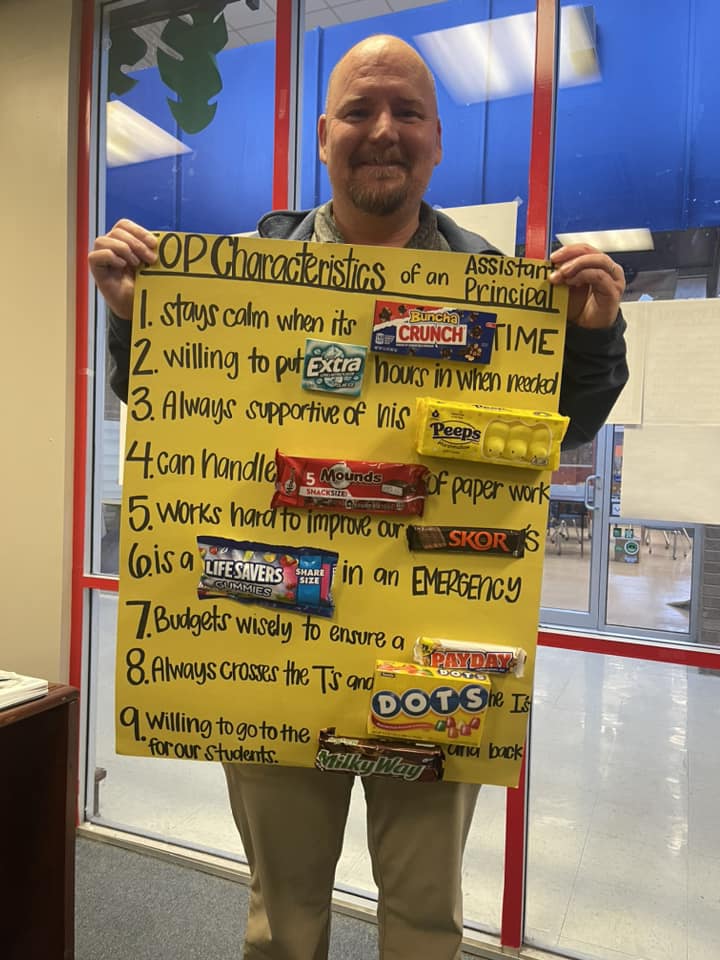 TOP Characteristics of an Assistant Principal
1. stays calm when its Buncha CRUNCH TIME
2. willing to put Extra hours in when needed
3. Always supportive of his Peeps
4. can handle 5 Mounds SNACK SIZE of paper work
5. works hard to improve our SKOR s
6. is a LIFE SAVERS GUMMIES SHARE SIZE in an EMERGENCY
7. Budgets wisely to ensure a PAYDAY
8. Always crosses the T's and DOTS the I's
9. Willing to go to the Milky Way and back
for our students.